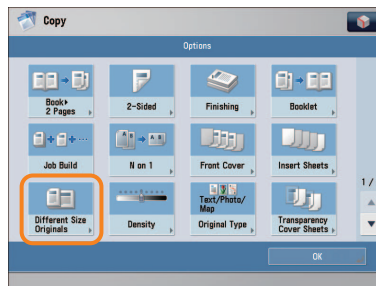 Copy
Options
Book▸
2 Pages
2-Sided
Finishing
Booklet
Job Build
N on 1
Front Cover
Insert Sheets
1/
Different Size
Originals
Density
Text/Photo/
Map
Original Type
Transparency
Cover Sheets
OK